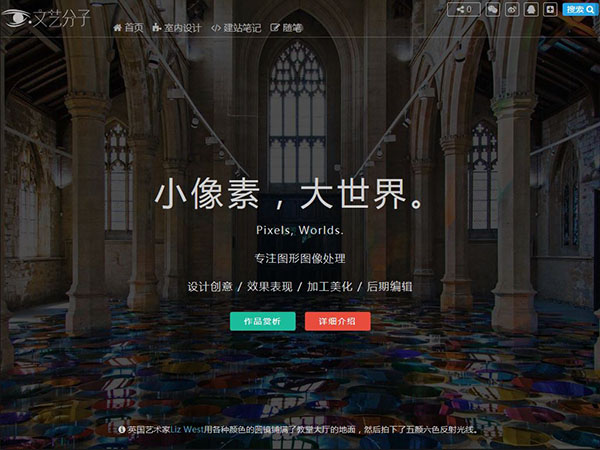 文艺分子
首页 室内设计 建站笔记 随笔
0
搜索
小像素，大世界。
Pixels, Worlds.
专注图形图像处理
设计创意 / 效果表现 / 加工美化 / 后期编辑
作品赏析 详细介绍
英国艺术家Liz West用各种颜色的圆镜铺满了教堂大厅的地面，然后拍下了五颜六色反射光线。